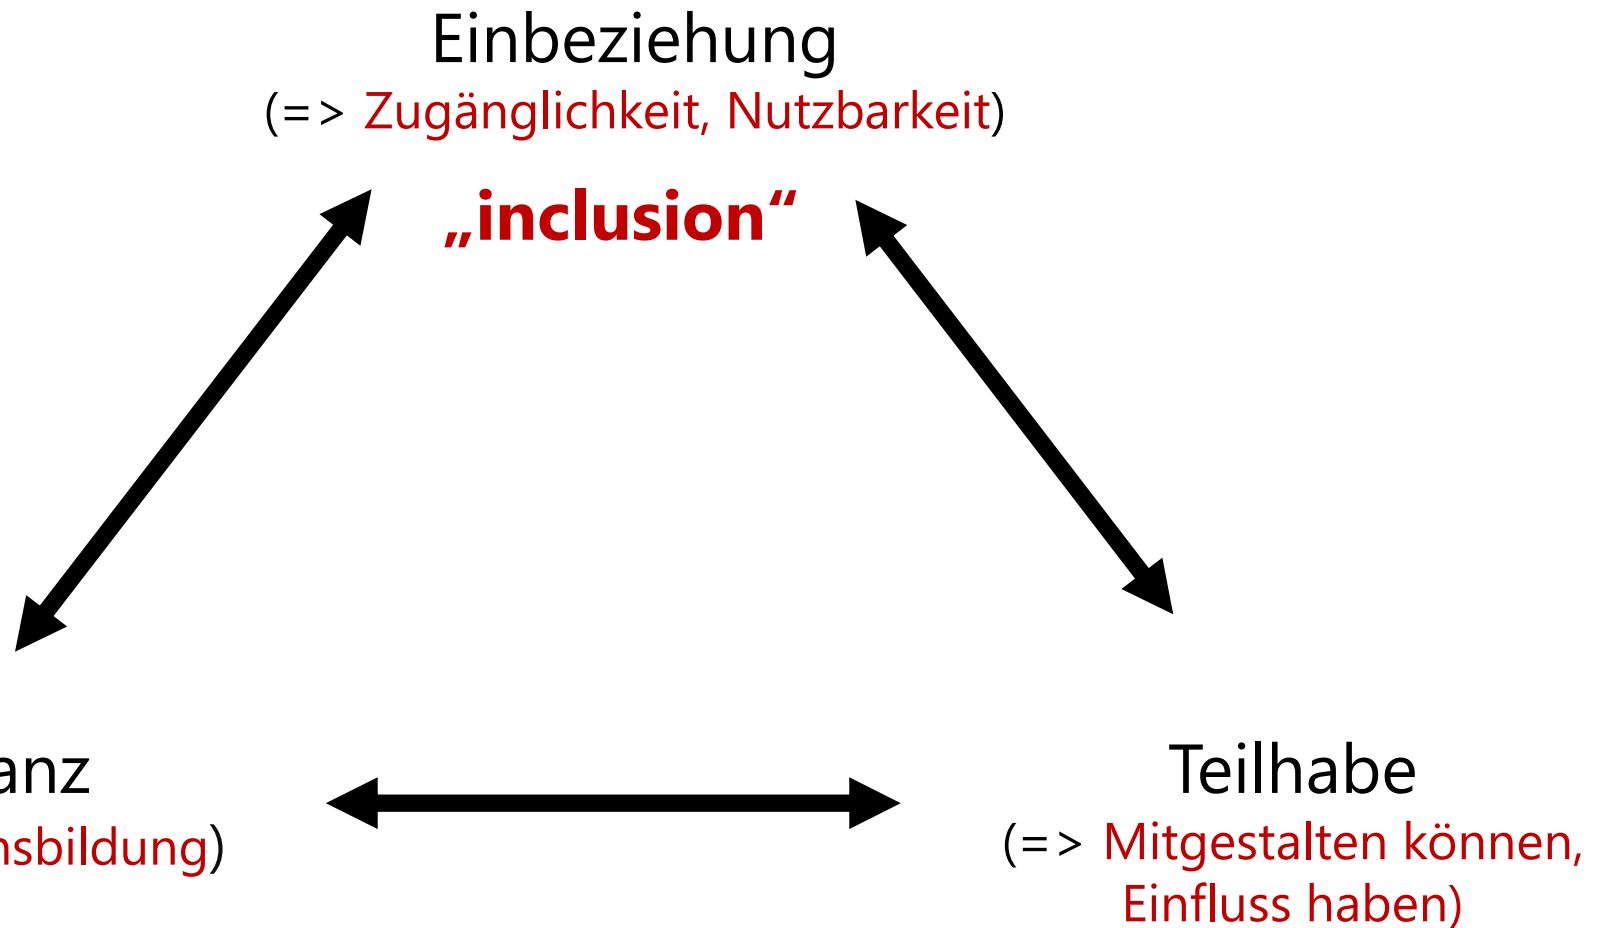 Einbeziehung
(=> Zugänglichkeit, Nutzbarkeit)
„inclusion“
anz
nsbildung)
Teilhabe
(=> Mitgestalten können,
Einfluss haben)